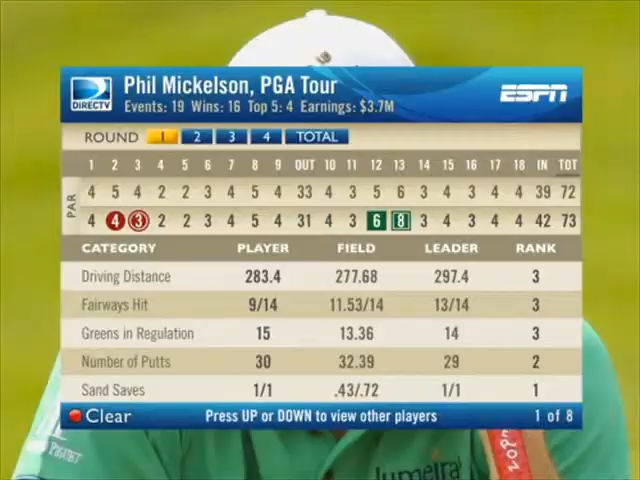 Phil Mickelson, PGA Tour
Events: 19 Wins: 16 Top 5: 4 Earnings: $3.7M
DIRECTV
ESPN
ROUND 1 2 3 4 TOTAL
1 2 3 4 5 6 7 8 9 OUT 10 11 12 13 14 15 16 17 18 IN TOT
PAR
4 5 4 2 2 3 4 5 4 33 4 3 5 6 3 4 3 4 4 39 72
4 4 3 2 2 3 4 5 4 31 4 3 6 8 3 4 3 4 4 42 73
CATEGORY PLAYER FIELD LEADER RANK
Driving Distance 283.4 277.68 297.4 3
Fairways Hit 9/14 11.53/14 13/14 3
Greens in Regulation 15 13.36 14 3
Number of Putts 30 32.39 29 2
Sand Saves 1/1 .43/.72 1/1 1
Clear Press UP or DOWN to view other players 1 of 8